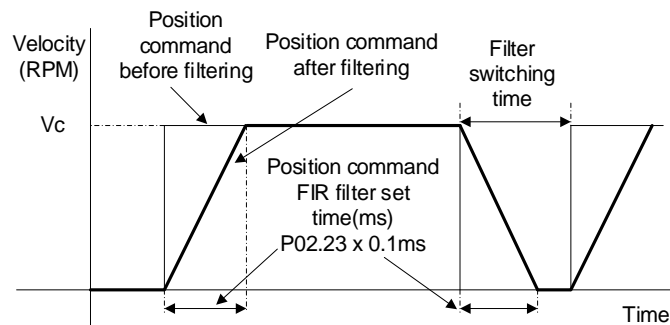 Velocity
(RPM)
Position
command
before filtering
Position command
after filtering
Filter
switching
time
Vc
Position command
FIR filter set
time(ms)
P02.23 x 0.1ms
Time